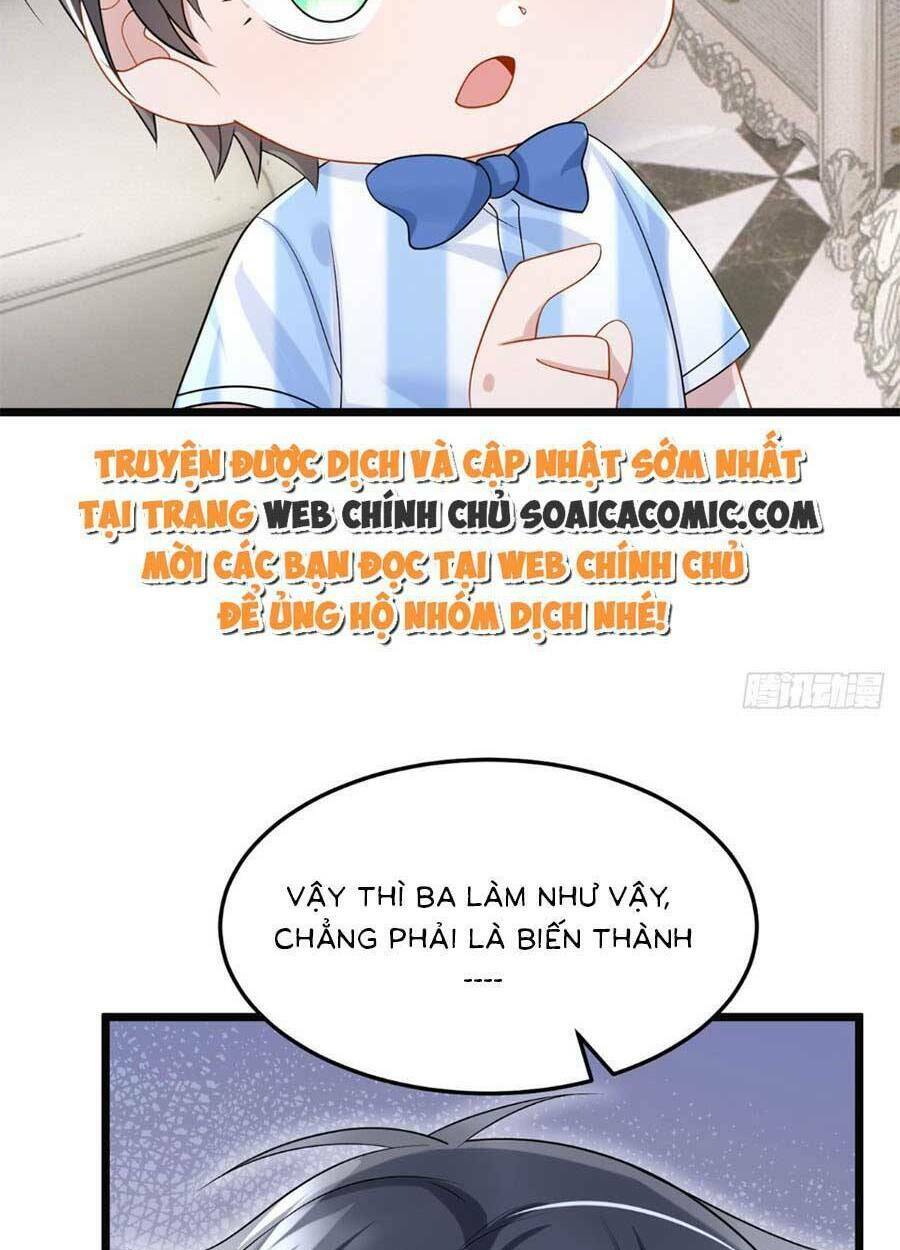 TRUYỆN ĐƯỢC DỊCH VÀ CẬP NHẬT SỚM NHẤT
TẠI TRANG WEB CHÍNH CHỦ SOAICACOMIC.COM
MỜI CÁC BẠN ĐỌC TẠI WEB CHÍNH CHỦ
ĐỂ ỦNG HỘ NHÓM DỊCH NHÉ!
腾讯动漫
VẬY THÌ BA LÀM NHƯ VẬY,
CHẲNG PHẢI LÀ BIẾN THÀNH
----